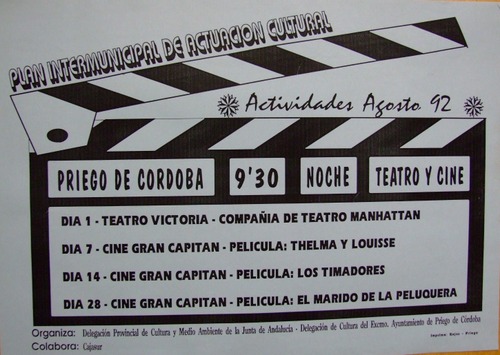 PLAN INTERMUNICIPAL DE ACTUACION CULTURAL
Actividades Agosto 92
PRIEGO DE CORDOBA 9'30 NOCHE TEATRO Y CINE
DIA 1 - TEATRO VICTORIA - COMPAÑIA DE TEATRO MANHATTAN
DIA 7 - CINE GRAN CAPITAN - PELICULA: THELMA Y LOUISSE
DIA 14 - CINE GRAN CAPITAN - PELICULA: LOS TIMADORES
DIA 28 - CINE GRAN CAPITAN - PELICULA: EL MARIDO DE LA PELUQUERA
Organiza: Delegación Provincial de Cultura y Medio Ambiente de la Junta de Andalucía - Delegación de Cultura del Excmo. Ayuntamiento de Priego de Córdoba
Colabora: Cajasur